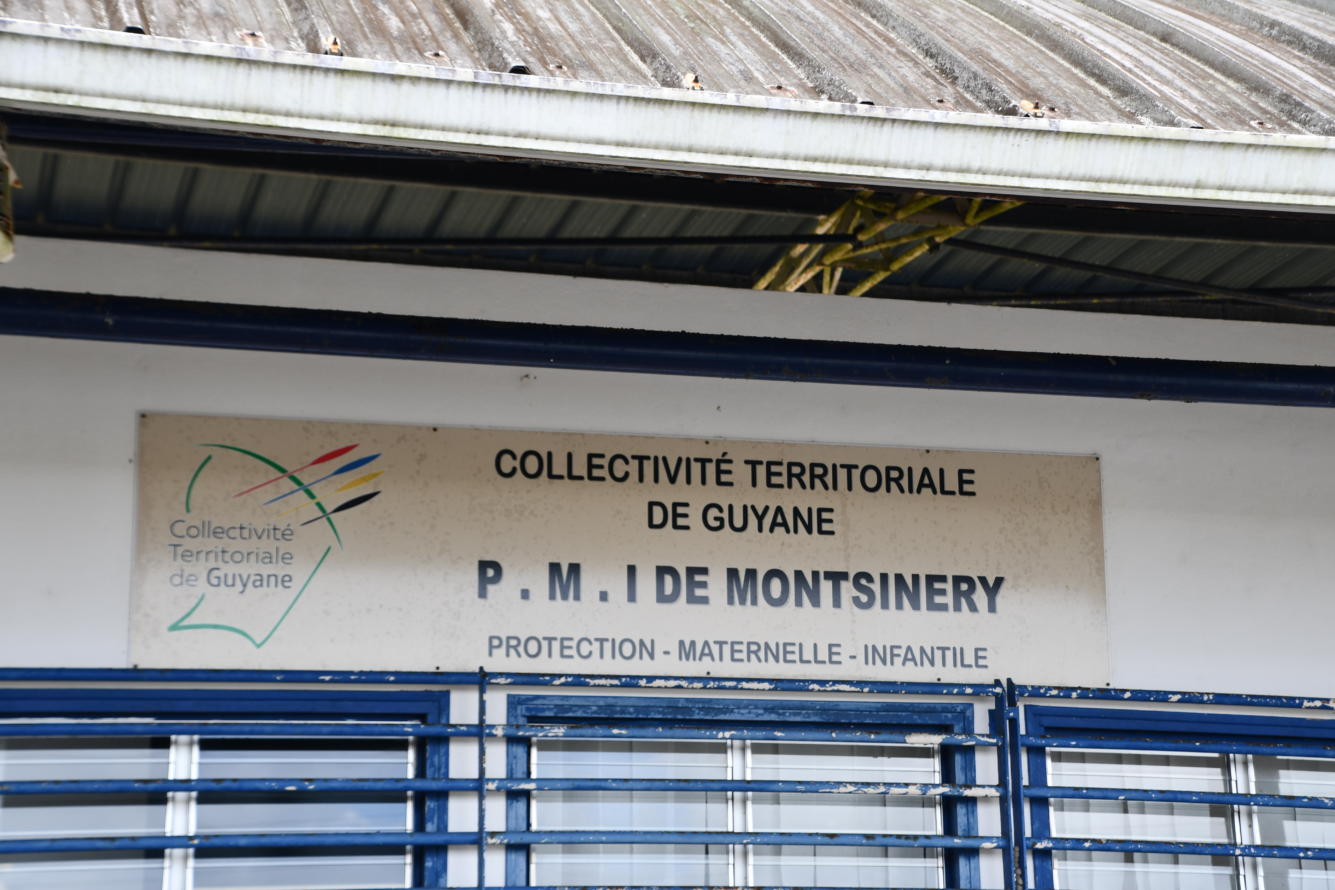 Collectivité
Territoriale
de Guyane
COLLECTIVITÉ TERRITORIALE
DE GUYANE
P . M . I DE MONTSINERY
PROTECTION - MATERNELLE - INFANTILE